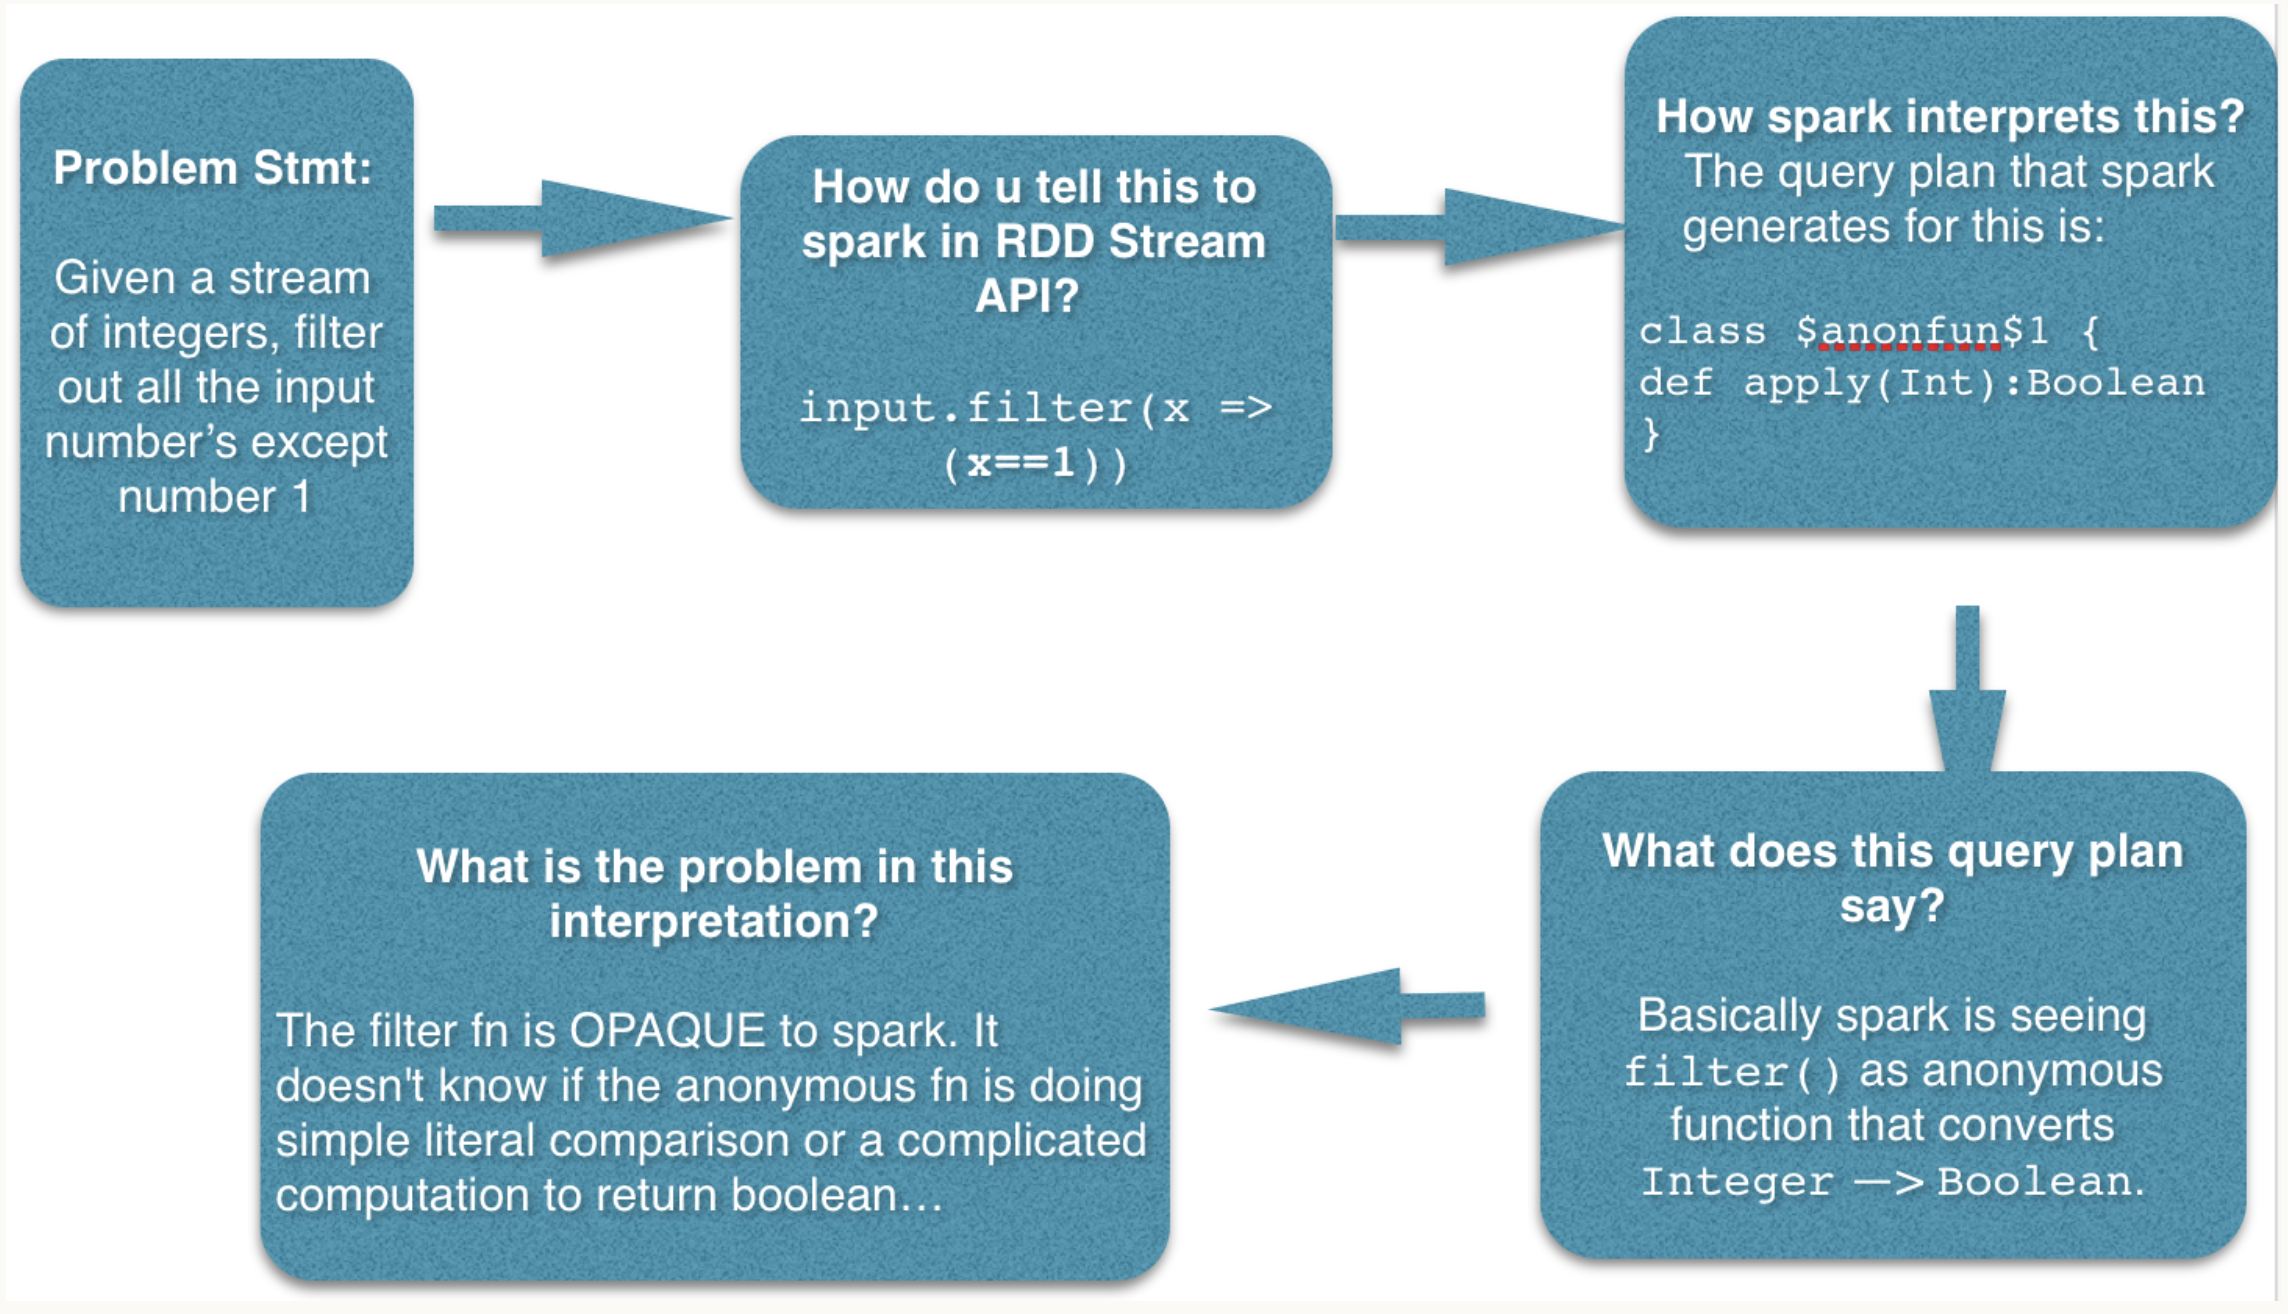 Problem Stmt:
Given a stream
of integers, filter
out all the input
number’s except
number 1
How do u tell this to
spark in RDD Stream
API?
input.filter(x =>
(x==1))
How spark interprets this?
The query plan that spark
generates for this is:
class $anonfun$1 {
def apply(Int):Boolean
}
What does this query plan
say?
Basically spark is seeing
filter() as anonymous
function that converts
Integer —> Boolean.
What is the problem in this
interpretation?
The filter fn is OPAQUE to spark. It
doesn't know if the anonymous fn is doing
simple literal comparison or a complicated
computation to return boolean…